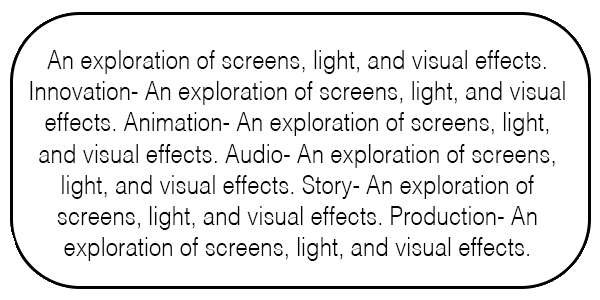 An exploration of screens, light, and visual effects.
Innovation- An exploration of screens, light, and visual
effects. Animation- An exploration of screens, light,
and visual effects. Audio- An exploration of screens,
light, and visual effects. Story- An exploration of
screens, light, and visual effects. Production- An
exploration of screens, light, and visual effects.